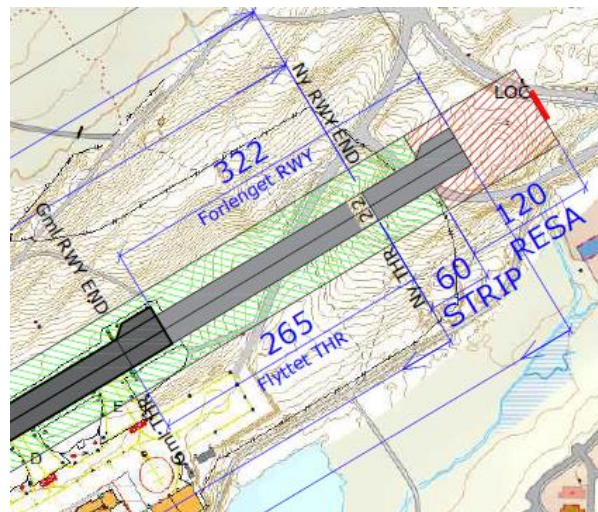 LOC
Ny RWY END
322
Forlenget RWY
Gml RWY END
22
120
RESA
60
STRIP
Ny THR
265
Flyttet THR
Gml THR
E
D